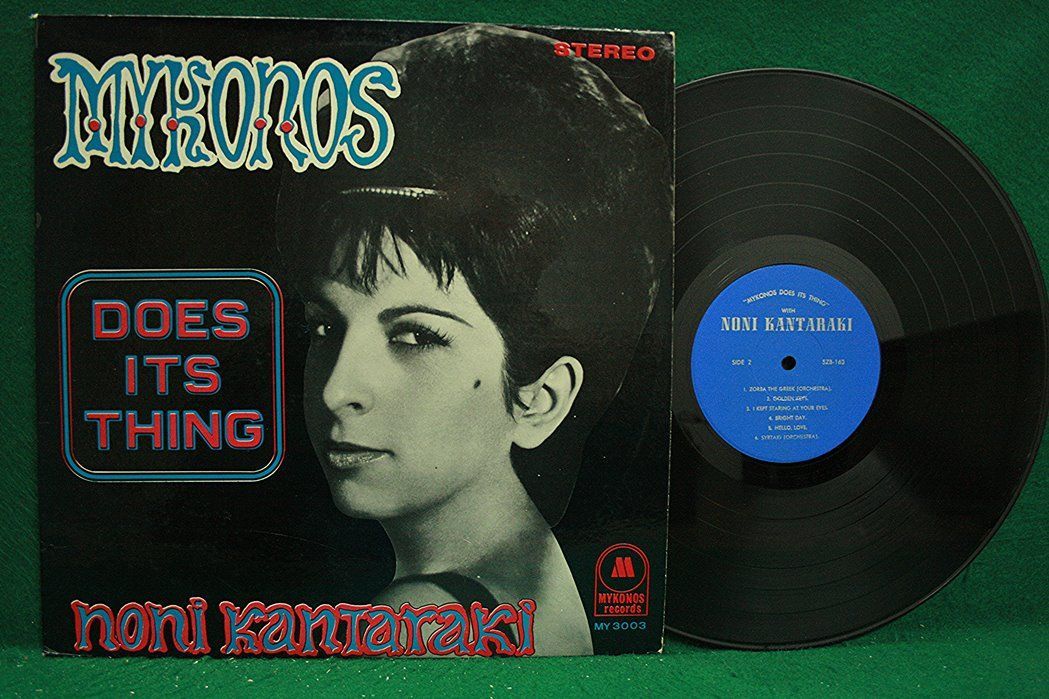 STEREO
MYKONOS
DOES
ITS
THING
noni kantaraki
M
MYKONOS
records
MY 3003
"MYKONOS DOES ITS THING"
WITH
NONI KANTARAKI
SIDE 2
SZB-163
1. ZORBA THE GREEK (ORCHESTRA).
2. GOLDEN KEYS.
3. I KEPT STARING AT YOUR EYES.
4. BRIGHT DAY.
5. HELLO, LOVE.
6. SYRTAKI (ORCHESTRA).